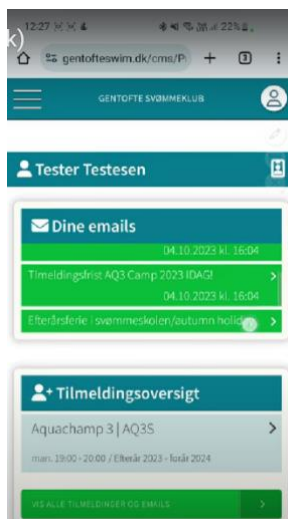 12:27
22%
k)
gentofteswim.dk/cms/P
3
GENTOFTE SVØMMEKLUB
Tester Testesen
Dine emails
04.10.2023 kl. 16:04
Tilmeldingsfrist AQ3 Camp 2023 IDAG!
04.10.2023 kl. 16:04
Efterårsferie i svømmeskolen/autumn holid
Tilmeldingsoversigt
Aquachamp 3 | AQ3S
man. 19:00 - 20:00 / Efterår 2023 - forår 2024
VIS ALLE TILMELDINGER OG EMAILS